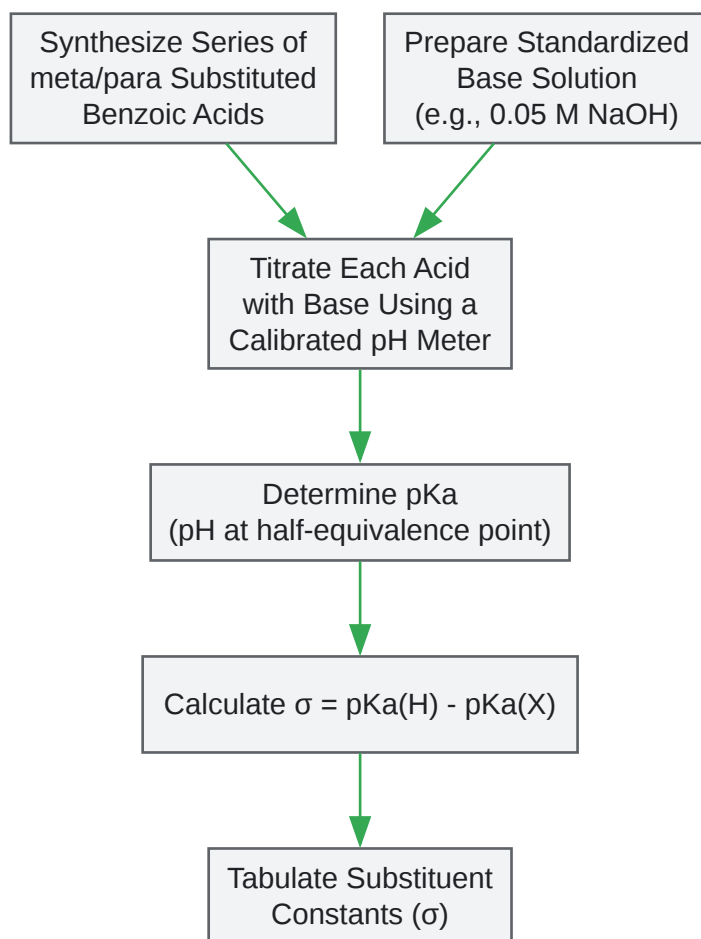 Synthesize Series of
meta/para Substituted
Benzoic Acids
Prepare Standardized
Base Solution
(e.g., 0.05 M NaOH)
Titrate Each Acid
with Base Using a
Calibrated pH Meter
Determine pKa
(pH at half-equivalence point)
Calculate σ = pKa(H) - pKa(X)
Tabulate Substituent
Constants (σ)